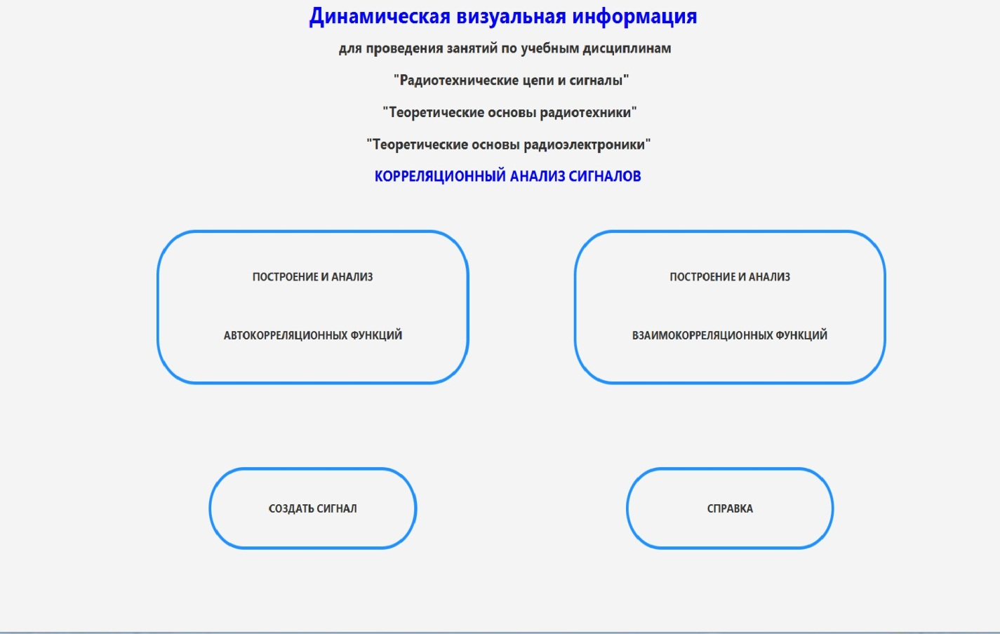 Динамическая визуальная информация
для проведения занятий по учебным дисциплинам
"Радиотехнические цепи и сигналы"
"Теоретические основы радиотехники"
"Теоретические основы радиоэлектроники"
КОРРЕЛЯЦИОННЫЙ АНАЛИЗ СИГНАЛОВ
ПОСТРОЕНИЕ И АНАЛИЗ
АВТОКОРРЕЛЯЦИОННЫХ ФУНКЦИЙ
ПОСТРОЕНИЕ И АНАЛИЗ
ВЗАИМОКОРРЕЛЯЦИОННЫХ ФУНКЦИЙ
СОЗДАТЬ СИГНАЛ
СПРАВКА